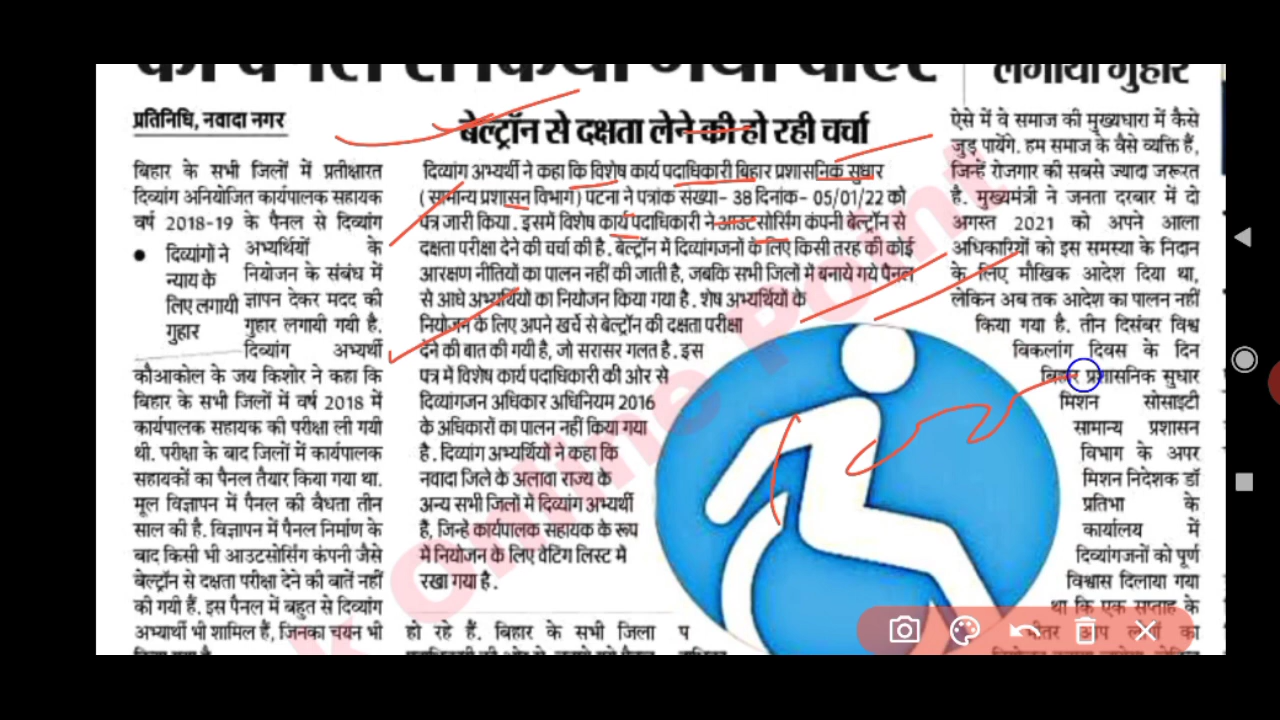 लगायी गुहार
प्रतिनिधि, नवादा नगर
बिहार के सभी जिलों में प्रतीक्षारत
दिव्यांग अनियोजित कार्यपालक सहायक
वर्ष 2018-19 के पैनल से दिव्यांग
अभ्यर्थियों के
नियोजन के संबंध में
ज्ञापन देकर मदद की
गुहार लगायी गयी है.
दिव्यांग अभ्यर्थी
● दिव्यांगों ने
न्याय के
लिए लगायी
गुहार
कौआकोल के जय किशोर ने कहा कि
बिहार के सभी जिलों में वर्ष 2018 में
कार्यपालक सहायक की परीक्षा ली गयी
थी. परीक्षा के बाद जिलों में कार्यपालक
सहायकों का पैनल तैयार किया गया था.
मूल विज्ञापन में पैनल की वैधता तीन
साल की है. विज्ञापन में पैनल निर्माण के
बाद किसी भी आउटसोर्सिंग कंपनी जैसे
बेल्ट्रॉन से दक्षता परीक्षा देने की बातें नहीं
की गयी हैं. इस पैनल में बहुत से दिव्यांग
अभ्यार्थी भी शामिल हैं, जिनका चयन भी
बेल्ट्रॉन से दक्षता लेने की हो रही चर्चा
दिव्यांग अभ्यर्थी ने कहा कि विशेष कार्य पदाधिकारी बिहार प्रशासनिक सुधार
( सामान्य प्रशासन विभाग) पटना ने पत्रांक संख्या- 38 दिनांक- 05/01/22 को
पत्र जारी किया . इसमें विशेष कार्य पदाधिकारी ने आउटसोर्सिंग कंपनी बेल्ट्रॉन से
दक्षता परीक्षा देने की चर्चा की है . बेल्ट्रॉन में दिव्यांगजनों के लिए किसी तरह की कोई
आरक्षण नीतियों का पालन नहीं की जाती है, जबकि सभी जिलों में बनाये गये पैनल
से आधे अभ्यर्थियों का नियोजन किया गया है . शेष अभ्यर्थियों के
नियोजन के लिए अपने खर्चे से बेल्ट्रॉन की दक्षता परीक्षा
देने की बात की गयी है, जो सरासर गलत है . इस
पत्र में विशेष कार्य पदाधिकारी की ओर से
दिव्यांगजन अधिकार अधिनियम 2016
के अधिकारों का पालन नहीं किया गया
है . दिव्यांग अभ्यर्थियों ने कहा कि
नवादा जिले के अलावा राज्य के
अन्य सभी जिलों में दिव्यांग अभ्यर्थी
है, जिन्हें कार्यपालक सहायक के रूप
में नियोजन के लिए वेटिंग लिस्ट में
रखा गया है .
हो रहे हैं. बिहार के सभी जिला प
ऐसे में वे समाज की मुख्यधारा में कैसे
जुड़ पायेंगे. हम समाज के वैसे व्यक्ति हैं,
जिन्हें रोजगार की सबसे ज्यादा जरूरत
है. मुख्यमंत्री ने जनता दरबार में दो
अगस्त 2021 को अपने आला
अधिकारियों को इस समस्या के निदान
के लिए मौखिक आदेश दिया था,
लेकिन अब तक आदेश का पालन नहीं
किया गया है. तीन दिसंबर विश्व
विकलांग दिवस के दिन
बिहार प्रशासनिक सुधार
मिशन सोसाइटी
सामान्य प्रशासन
विभाग के अपर
मिशन निदेशक डॉ
प्रतिभा के
कार्यालय में
दिव्यांगजनों को पूर्ण
विश्वास दिलाया गया
था कि एक सप्ताह के
भीतर आप लोगों का
k Online Point